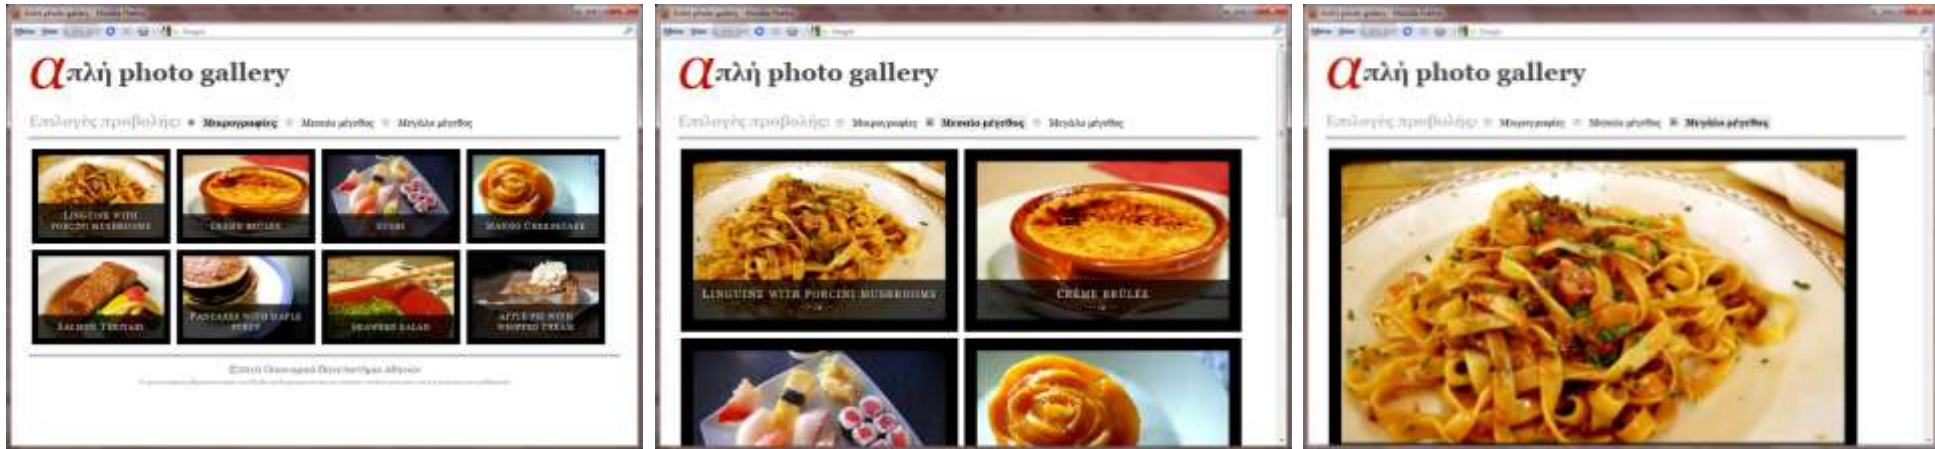 απλή photo gallery
Επιλογές προβολής: Μικρογραφίες Μεσαίο μέγεθος Μεγάλο μέγεθος
LINGUINE WITH
PORCINI MUSHROOMS
CRÈME BRÛLÉE
SUSHI
MANGO CHEESECAKE
SALMON TERIYAKI
PANCAKES WITH MAPLE
SYRUP
SEAWEED SALAD
APPLE PIE WITH
WHIPPED CREAM
Οικονομικό Πανεπιστήμιο Αθηνών
απλή photo gallery
Επιλογές προβολής: Μικρογραφίες Μεσαίο μέγεθος Μεγάλο μέγεθος
LINGUINE WITH PORCINI MUSHROOMS
CRÈME BRÛLÉE
απλή photo gallery
Επιλογές προβολής: Μικρογραφίες Μεσαίο μέγεθος Μεγάλο μέγεθος